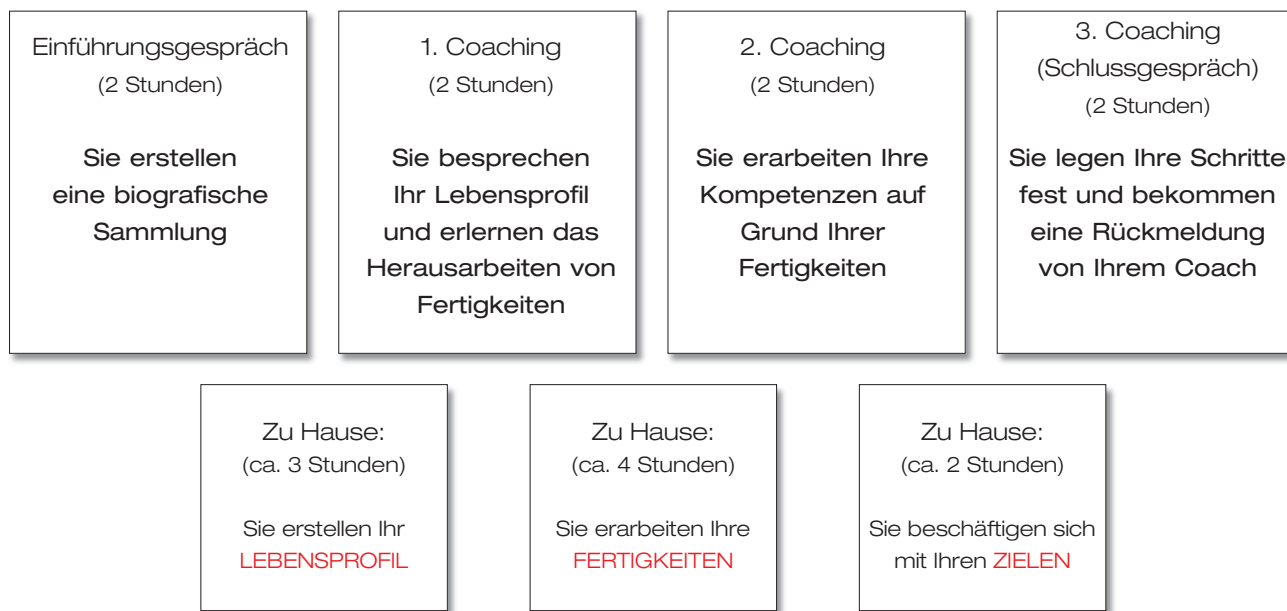 Einführungsgespräch
(2 Stunden)
Sie erstellen
eine biografische
Sammlung
1. Coaching
(2 Stunden)
Sie besprechen
Ihr Lebensprofil
und erlernen das
Herausarbeiten von
Fertigkeiten
2. Coaching
(2 Stunden)
Sie erarbeiten Ihre
Kompetenzen auf
Grund Ihrer
Fertigkeiten
3. Coaching
(Schlussgespräch)
(2 Stunden)
Sie legen Ihre Schritte
fest und bekommen
eine Rückmeldung
von Ihrem Coach
Zu Hause:
(ca. 3 Stunden)
Sie erstellen Ihr
LEBENSPROFIL
Zu Hause:
(ca. 4 Stunden)
Sie erarbeiten Ihre
FERTIGKEITEN
Zu Hause:
(ca. 2 Stunden)
Sie beschäftigen sich
mit Ihren ZIELEN